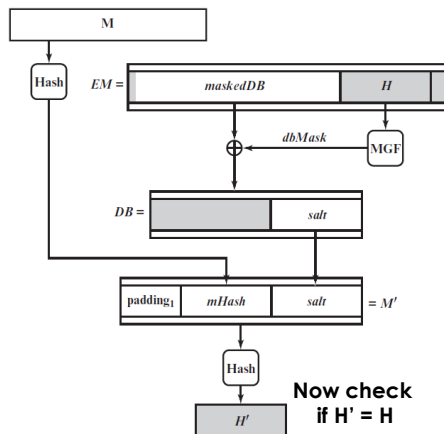 M
Hash
EM =
maskedDB
H
dbMask
MGF
DB =
salt
padding₁
mHash
salt
= M′
Hash
H′
Now check
if H’ = H